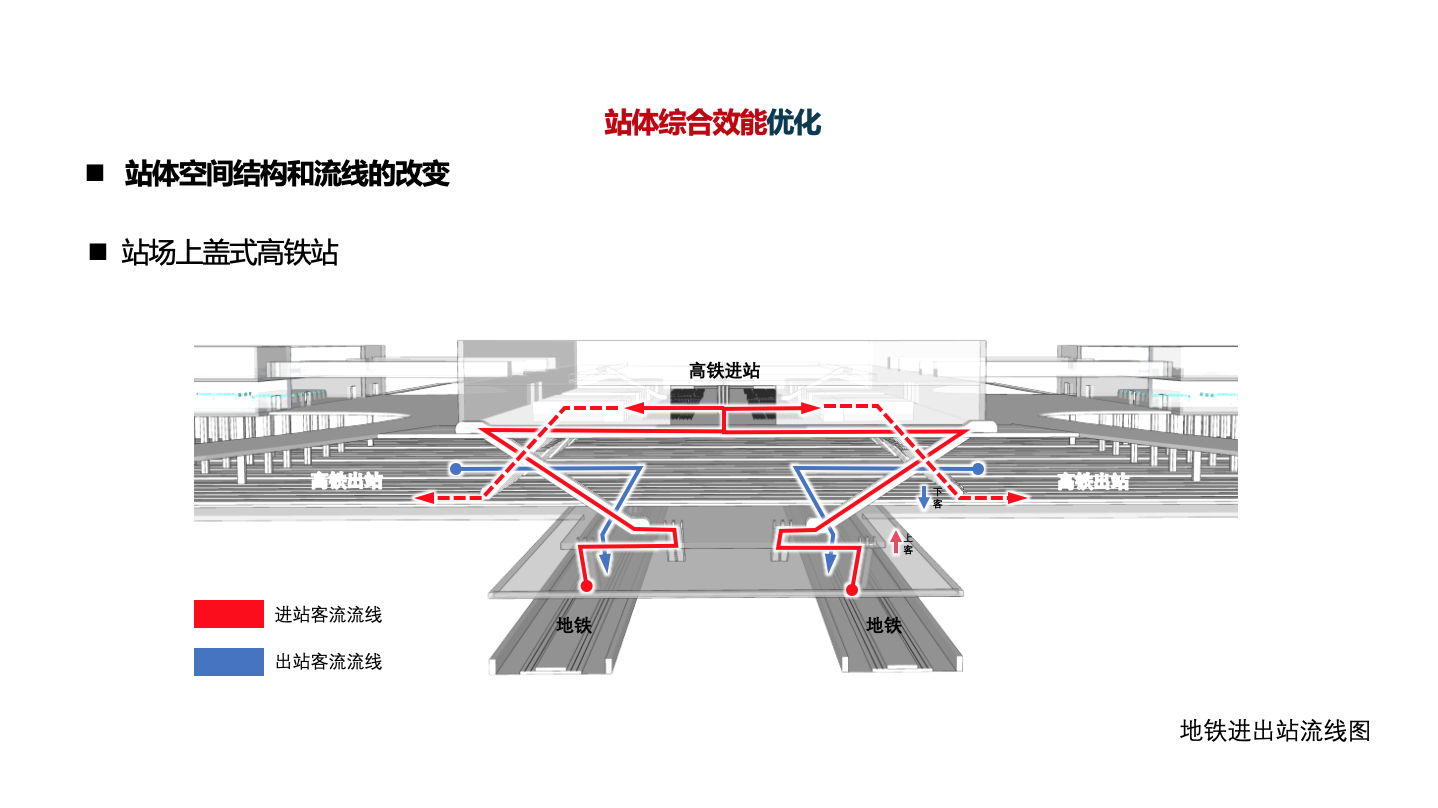 站体综合效能优化
■ 站体空间结构和流线的改变
■ 站场上盖式高铁站
高铁进站
高铁出站
高铁出站
下客
上客
地铁
地铁
进站客流流线
出站客流流线
地铁进出站流线图